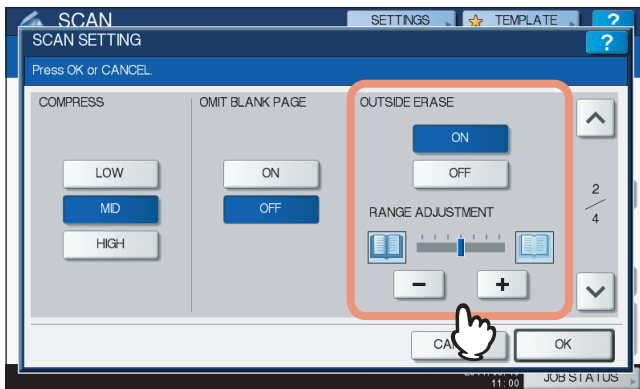 SCAN
SETTINGS
TEMPLATE
?
SCAN SETTING
?
Press OK or CANCEL.
COMPRESS
LOW
MID
HIGH
OMIT BLANK PAGE
ON
OFF
OUTSIDE ERASE
ON
OFF
RANGE ADJUSTMENT
-
+
2
4
OK
11:00
JOB STATUS